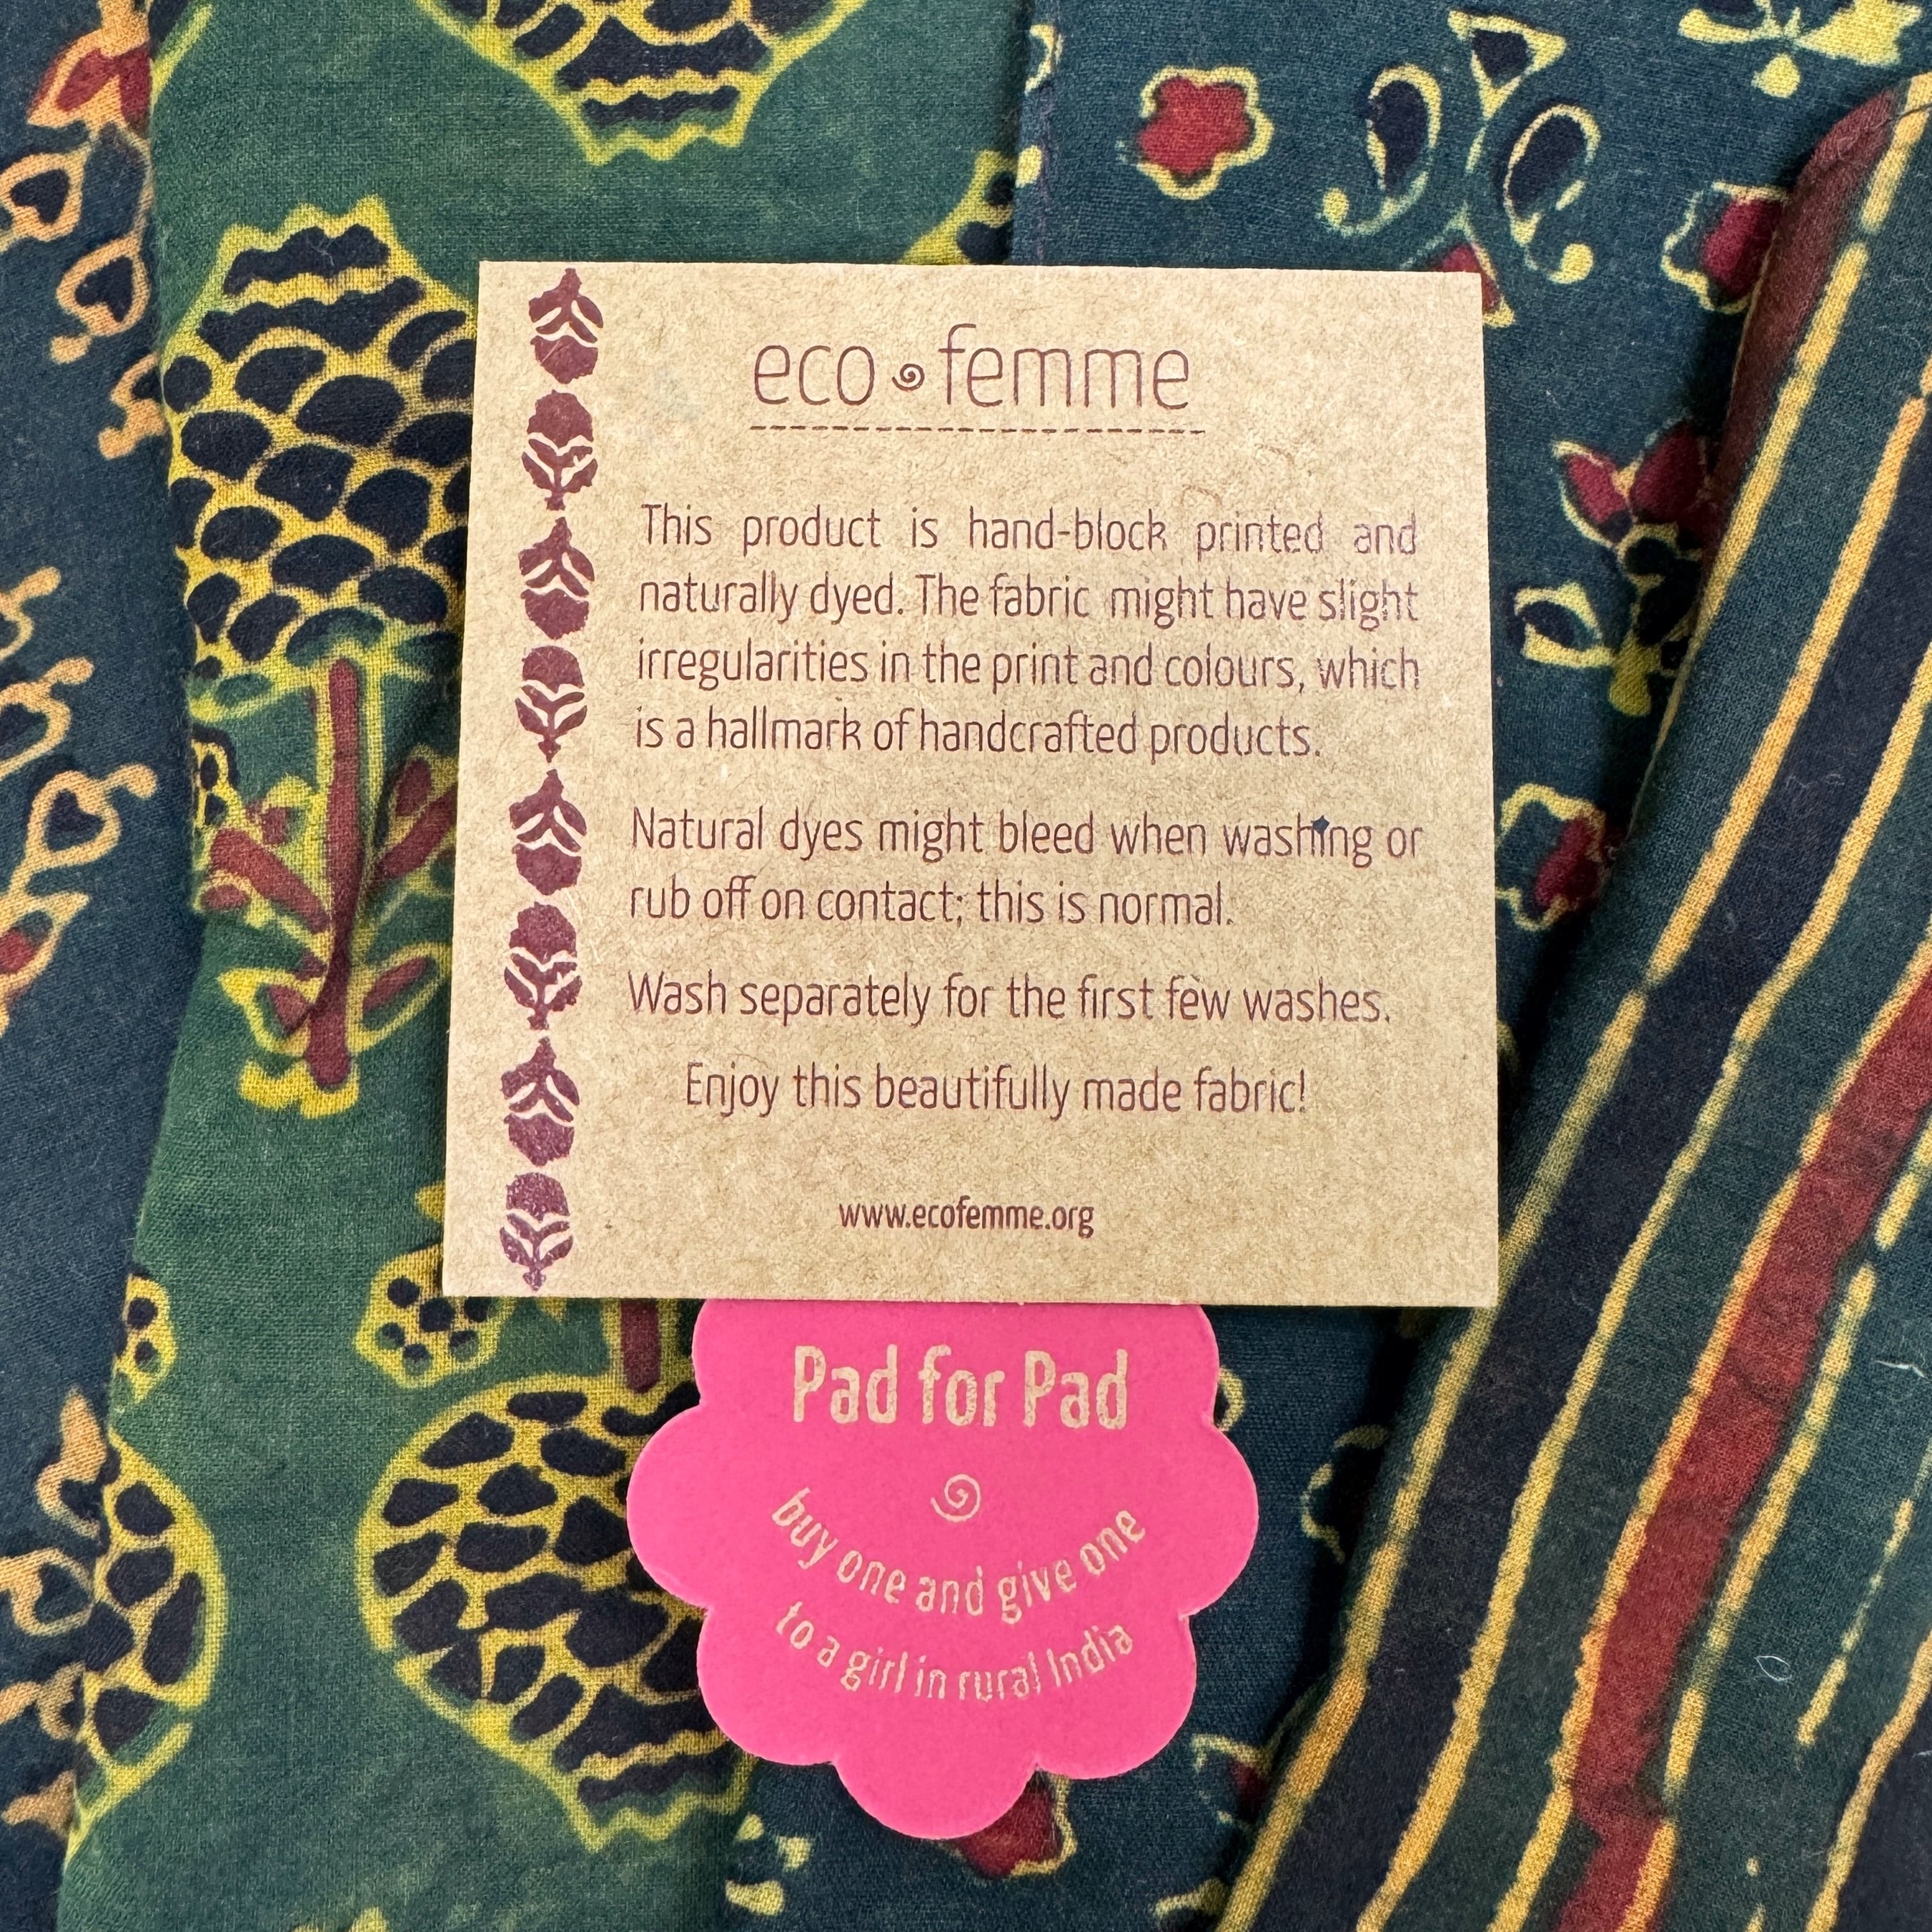 eco femme
This product is hand-block printed and
naturally dyed. The fabric might have slight
irregularities in the print and colours, which
is a hallmark of handcrafted products.
Natural dyes might bleed when washing or
rub off on contact; this is normal.
Wash separately for the first few washes.
Enjoy this beautifully made fabric!
www.ecofemme.org
Pad for Pad
buy one and give one
to a girl in rural India